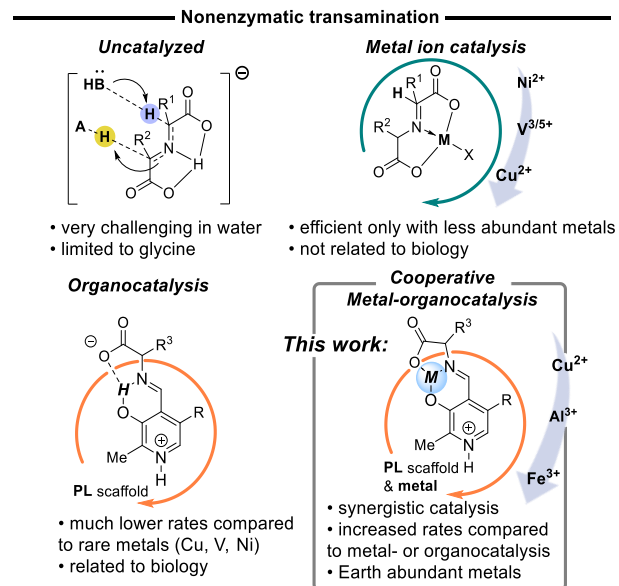 Nonenzymatic transamination
Uncatalyzed
HB
H
R1
O
O
A
H
R2
N
H
O
O
⊖
• very challenging in water
• limited to glycine
Metal ion catalysis
H
R1
O
O
R2
N
M
X
O
O
Ni2+
V3/5+
Cu2+
• efficient only with less abundant metals
• not related to biology
Organocatalysis
⊖
O
O
R3
H
N
O
R
Me
⊕
N
H
PL scaffold
• much lower rates compared
to rare metals (Cu, V, Ni)
• related to biology
Cooperative
Metal-organocatalysis
This work:
O
O
R3
M
N
O
R
Me
⊕
N
H
PL scaffold
& metal
Cu2+
Al3+
Fe3+
• synergistic catalysis
• increased rates compared
to metal- or organocatalysis
• Earth abundant metals